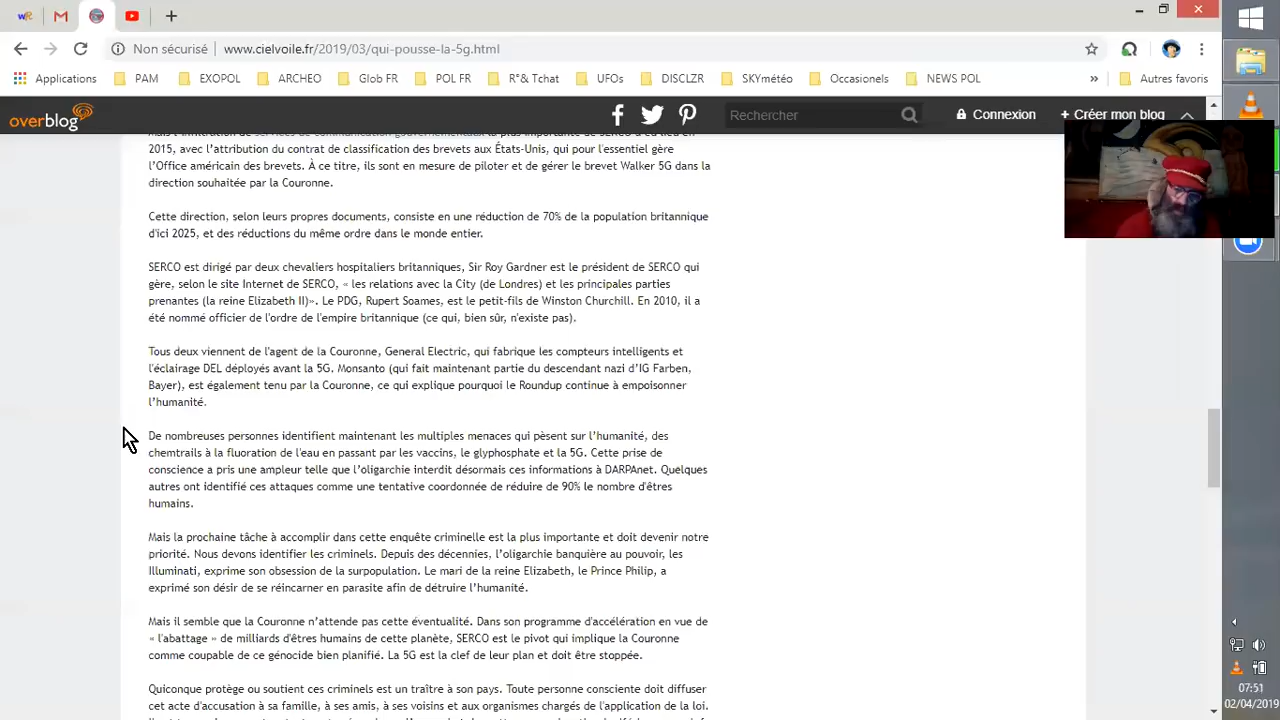 Non sécurisé
www.cielvoile.fr/2019/03/qui-pousse-la-5g.html
Applications
PAM
EXOPOL
ARCHEO
Glob FR
POL FR
R°& Tchat
UFOs
DISCLZR
SKYmétéo
Occasionels
NEWS POL
»
Autres favoris
overblog
Rechercher
Connexion
+ Créer mon blog
Mais l'infiltration de services de communication gouvernementaux la plus importante de SERCO a eu lieu en
2015, avec l'attribution du contrat de classification des brevets aux États-Unis, qui pour l'essentiel gère
l'Office américain des brevets. À ce titre, ils sont en mesure de piloter et de gérer le brevet Walker 5G dans la
direction souhaitée par la Couronne.
Cette direction, selon leurs propres documents, consiste en une réduction de 70% de la population britannique
d'ici 2025, et des réductions du même ordre dans le monde entier.
SERCO est dirigé par deux chevaliers hospitaliers britanniques, Sir Roy Gardner est le président de SERCO qui
gère, selon le site Internet de SERCO, « les relations avec la City (de Londres) et les principales parties
prenantes (la reine Elizabeth II)». Le PDG, Rupert Soames, est le petit-fils de Winston Churchill. En 2010, il a
été nommé officier de l'ordre de l'empire britannique (ce qui, bien sûr, n'existe pas).
Tous deux viennent de l'agent de la Couronne, General Electric, qui fabrique les compteurs intelligents et
l'éclairage DEL déployés avant la 5G. Monsanto (qui fait maintenant partie du descendant nazi d'IG Farben,
Bayer), est également tenu par la Couronne, ce qui explique pourquoi le Roundup continue à empoisonner
l'humanité.
De nombreuses personnes identifient maintenant les multiples menaces qui pèsent sur l'humanité, des
chemtrails à la fluoration de l'eau en passant par les vaccins, le glyphosphate et la 5G. Cette prise de
conscience a pris une ampleur telle que l'oligarchie interdit désormais ces informations à DARPAnet. Quelques
autres ont identifié ces attaques comme une tentative coordonnée de réduire de 90% le nombre d'êtres
humains.
Mais la prochaine tâche à accomplir dans cette enquête criminelle est la plus importante et doit devenir notre
priorité. Nous devons identifier les criminels. Depuis des décennies, l'oligarchie banquière au pouvoir, les
Illuminati, exprime son obsession de la surpopulation. Le mari de la reine Elizabeth, le Prince Philip, a
exprimé son désir de se réincarner en parasite afin de détruire l'humanité.
Mais il semble que la Couronne n'attende pas cette éventualité. Dans son programme d'accélération en vue de
« l'abattage » de milliards d'êtres humains de cette planète, SERCO est le pivot qui implique la Couronne
comme coupable de ce génocide bien planifié. La 5G est la clef de leur plan et doit être stoppée.
Quiconque protège ou soutient ces criminels est un traître à son pays. Toute personne consciente doit diffuser
cet acte d'accusation à sa famille, à ses amis, à ses voisins et aux organismes chargés de l'application de la loi.
07:51
02/04/2019